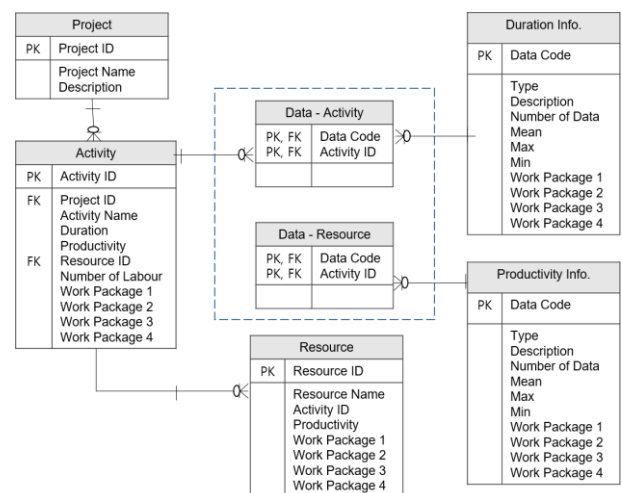 Project
PK Project ID
Project Name
Description
Activity
PK Activity ID
FK Project ID
Activity Name
Duration
Productivity
FK Resource ID
Number of Labour
Work Package 1
Work Package 2
Work Package 3
Work Package 4
Data - Activity
PK, FK Data Code
PK, FK Activity ID
Data - Resource
PK, FK Data Code
PK, FK Activity ID
Resource
PK Resource ID
Resource Name
Activity ID
Productivity
Work Package 1
Work Package 2
Work Package 3
Work Package 4
Duration Info.
PK Data Code
Type
Description
Number of Data
Mean
Max
Min
Work Package 1
Work Package 2
Work Package 3
Work Package 4
Productivity Info.
PK Data Code
Type
Description
Number of Data
Mean
Max
Min
Work Package 1
Work Package 2
Work Package 3
Work Package 4